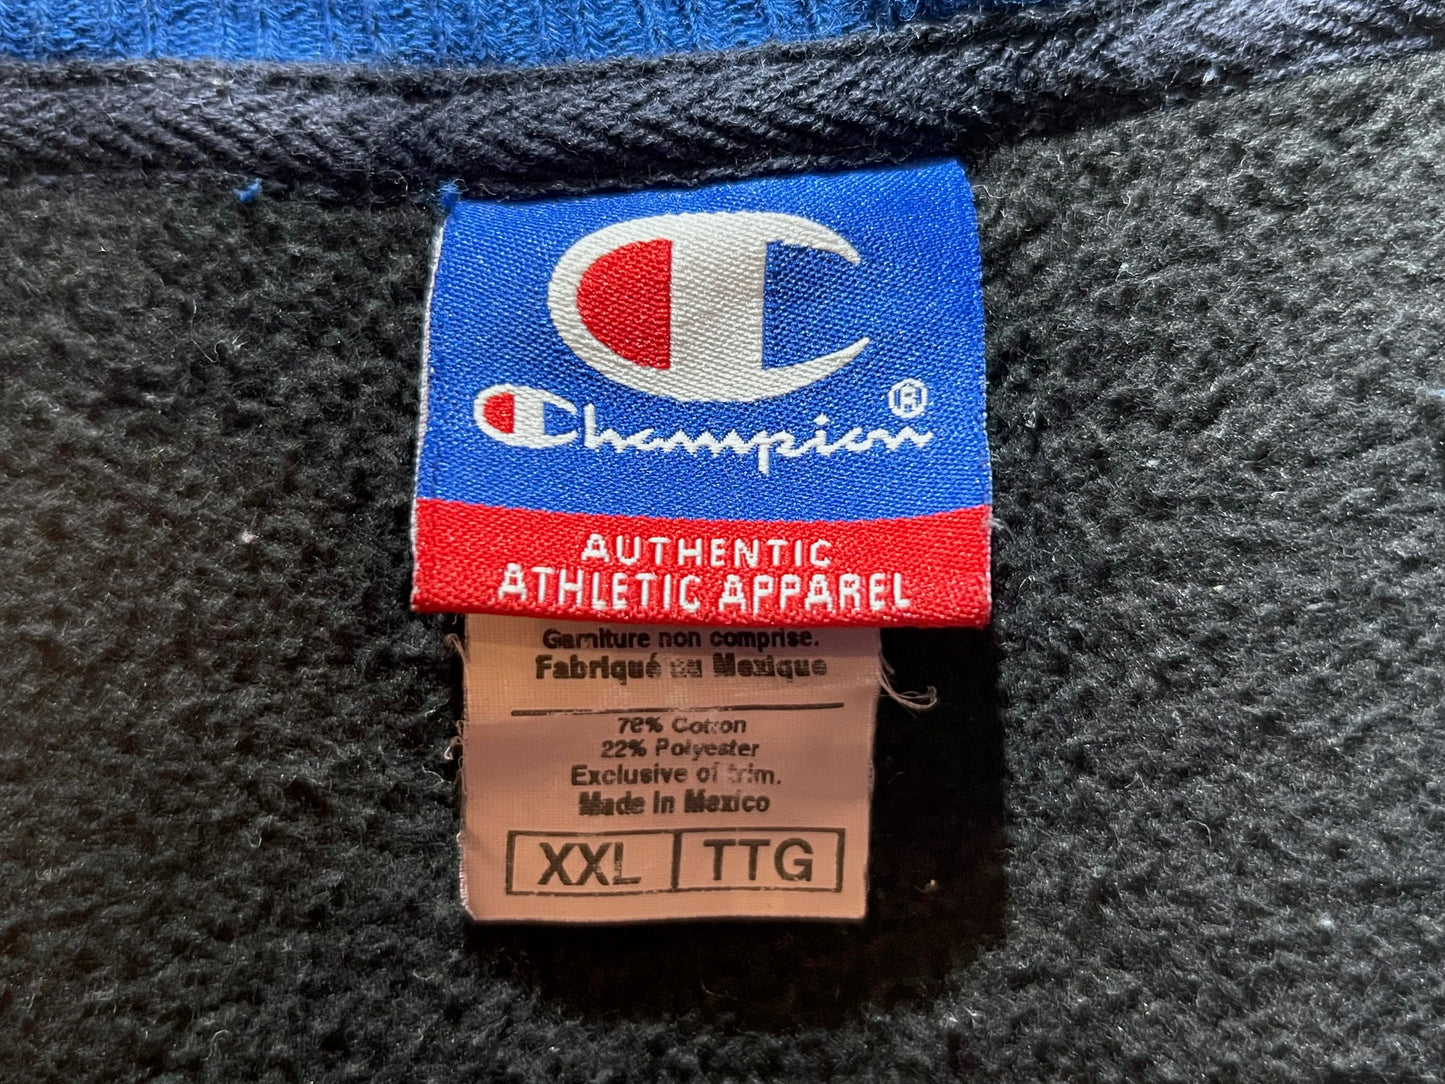 Champion®
AUTHENTIC
ATHLETIC APPAREL
Garniture non comprise.
Fabriqué au Mexique
78% Cotton
22% Polyester
Exclusive of trim.
Made in Mexico
XXL TTG